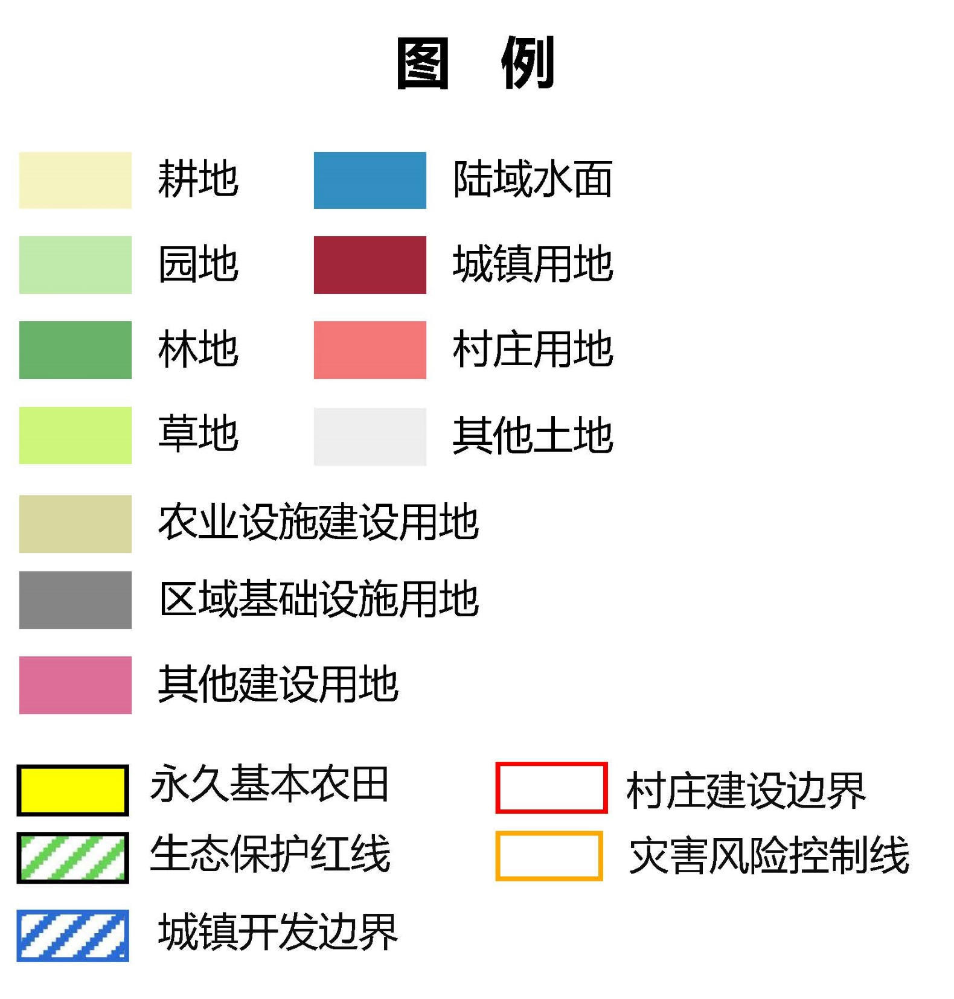 图 例
耕地 陆域水面
园地 城镇用地
林地 村庄用地
草地 其他土地
农业设施建设用地
区域基础设施用地
其他建设用地
永久基本农田 村庄建设边界
生态保护红线 灾害风险控制线
城镇开发边界